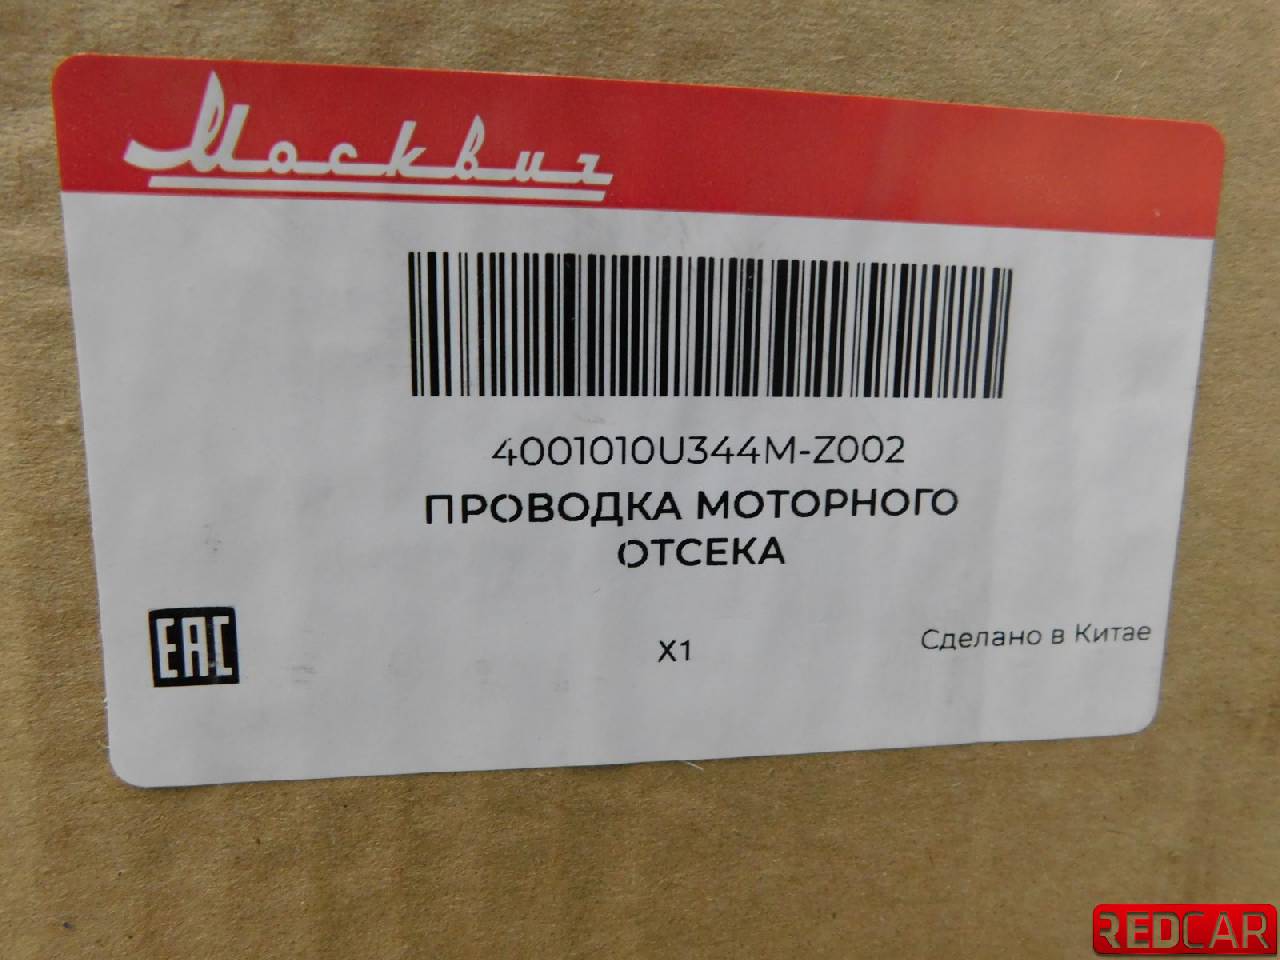 Москвич
4001010U344M-Z002
ПРОВОДКА МОТОРНОГО
ОТСЕКА
EAC
X1
Сделано в Китае
REDCAR